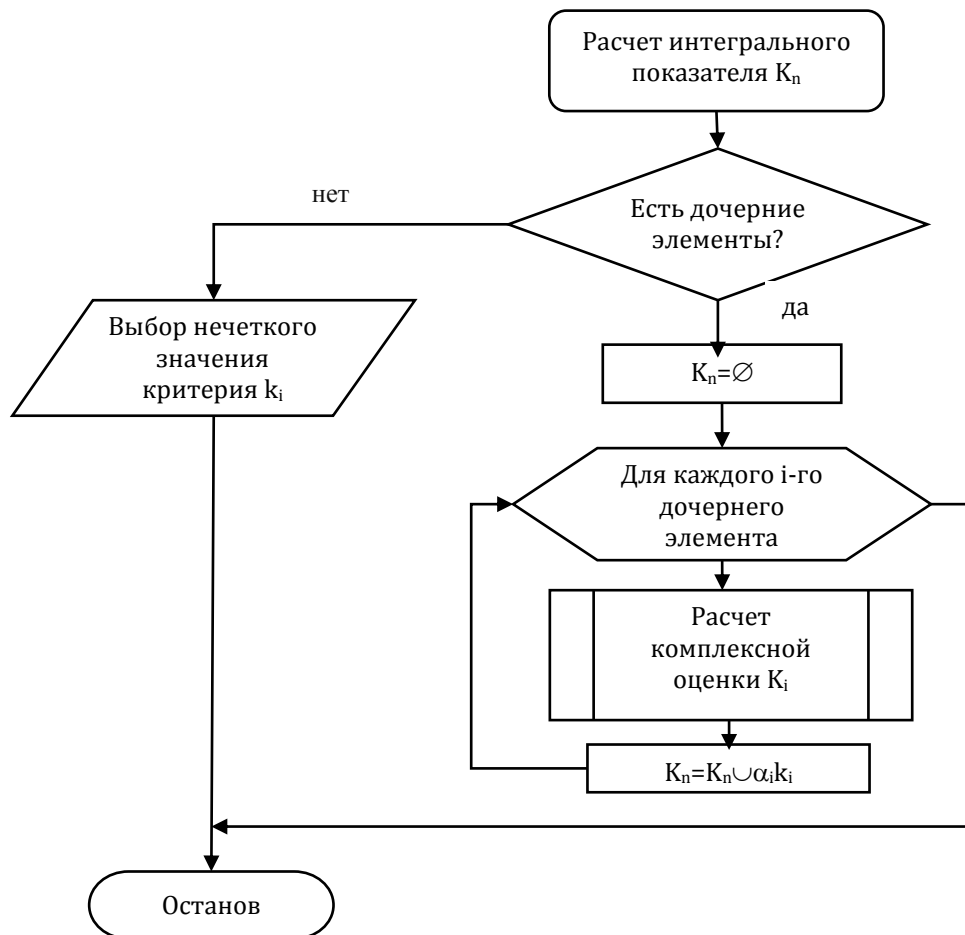 Расчет интегрального
показателя Kₙ
нет
Есть дочерние
элементы?
да
Выбор нечеткого
значения
критерия kᵢ
Kₙ=∅
Для каждого i-го
дочернего
элемента
Расчет
комплексной
оценки Kᵢ
Kₙ=Kₙ∪αᵢkᵢ
Останов